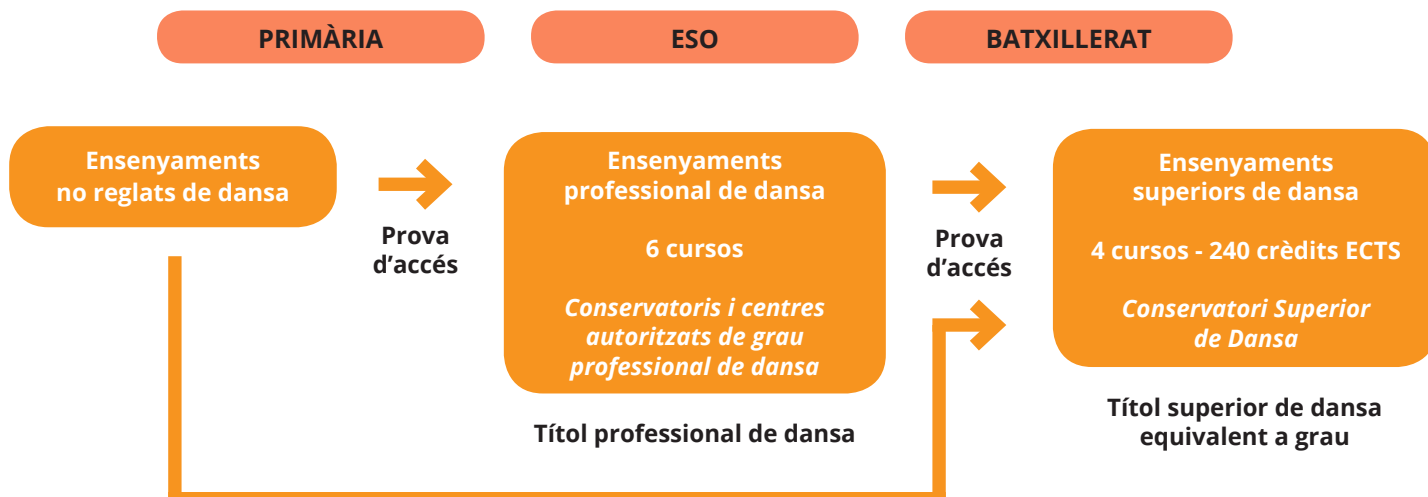 PRIMÀRIA
ESO
BATXILLERAT
Ensenyaments
no reglats de dansa
Prova
d’accés
Ensenyaments
professional de dansa
6 cursos
Conservatoris i centres
autoritzats de grau
professional de dansa
Títol professional de dansa
Prova
d’accés
Ensenyaments
superiors de dansa
4 cursos - 240 crèdits ECTS
Conservatori Superior
de Dansa
Títol superior de dansa
equivalent a grau